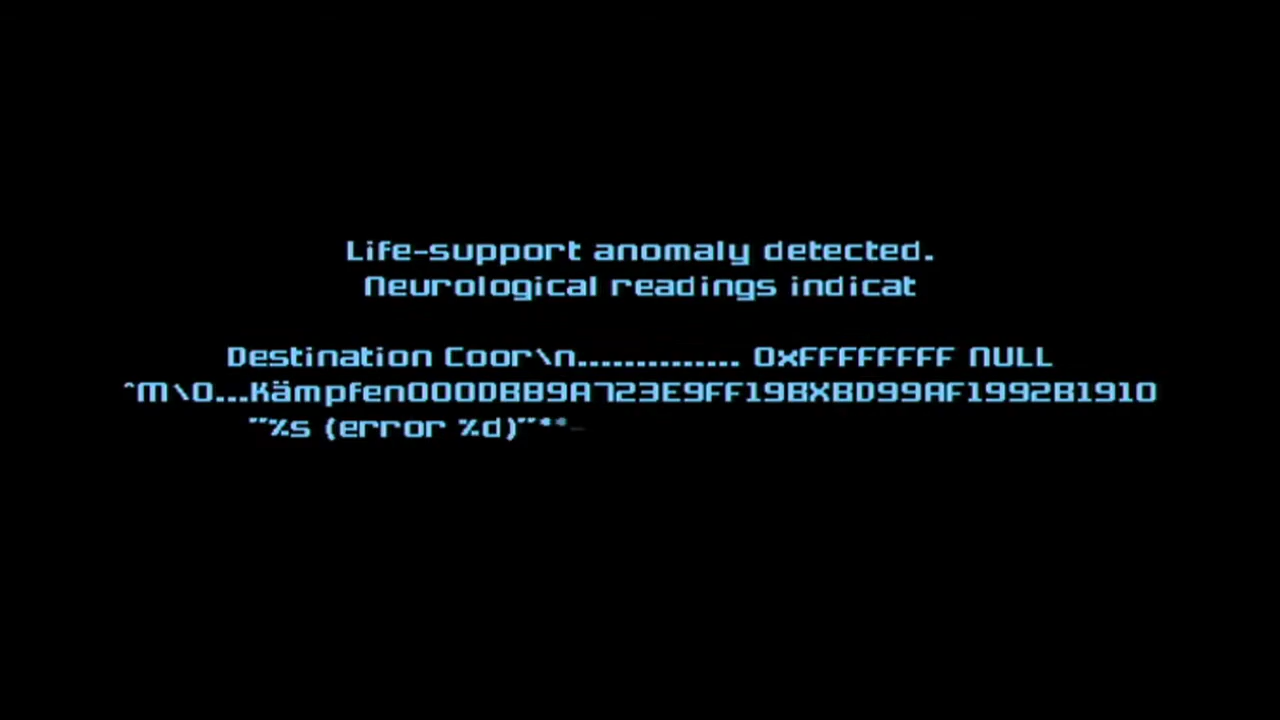 Life-support anomaly detected.
Neurological readings indicat
Destination Coor\n.............. 0xFFFFFFFF NULL
^M\0...Kämpfen000DBB9A723E9FF19BXBD99AF1992B1910
"%s (error %d)"**_